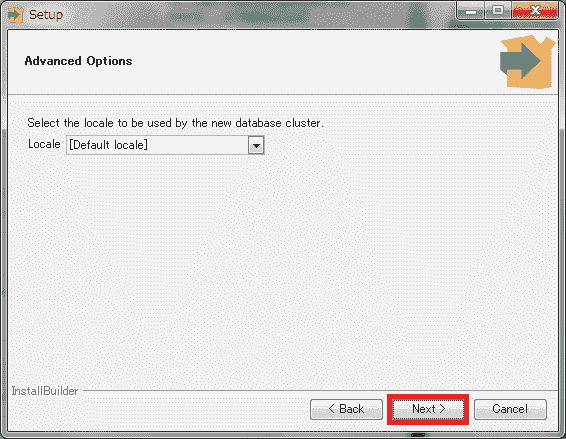 Setup
Advanced Options
Select the locale to be used by the new database cluster.
Locale [Default locale]
InstallBuilder
< Back Next > Cancel